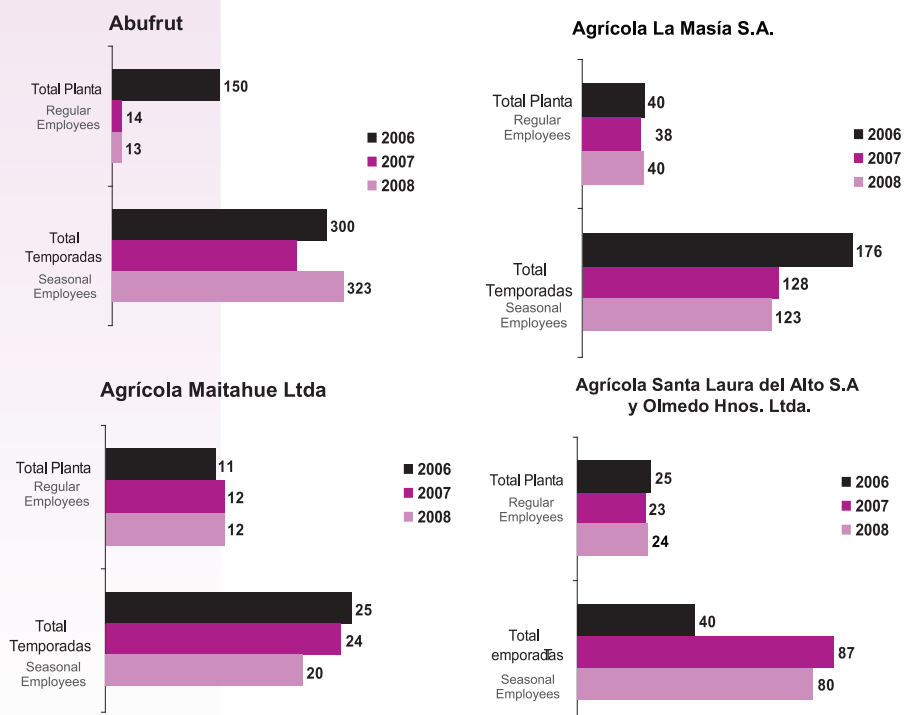 Abufrut
Total Planta
Regular
Employees
150
14
13
2006
2007
2008
Total
Temporadas
Seasonal
Employees
300
323
Agrícola La Masía S.A.
Total Planta
Regular
Employees
40
38
40
2006
2007
2008
Total
Temporadas
Seasonal
Employees
176
128
123
Agrícola Maitahue Ltda
Total Planta
Regular
Employees
11
12
12
2006
2007
2008
Total
Temporadas
Seasonal
Employees
25
24
20
Agrícola Santa Laura del Alto S.A
y Olmedo Hnos. Ltda.
Total Planta
Regular
Employees
25
23
24
2006
2007
2008
Total
Temporadas
Seasonal
Employees
40
87
80